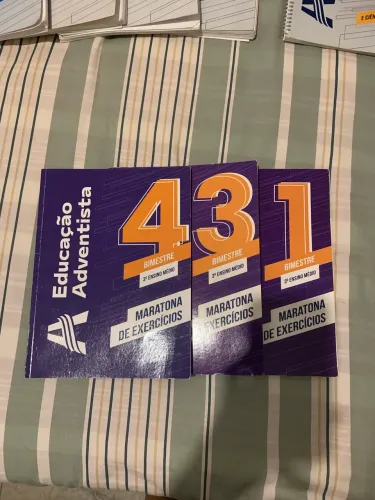 Educação
Adventista
4
BIMESTRE
3º ENSINO MÉDIO
MARATONA
DE EXERCÍCIOS
3
BIMESTRE
3º ENSINO MÉDIO
MARATONA
EXERCÍCIOS
1
BIMESTRE
3º ENSINO MÉDIO
MARATONA
DE EXERCÍCIOS